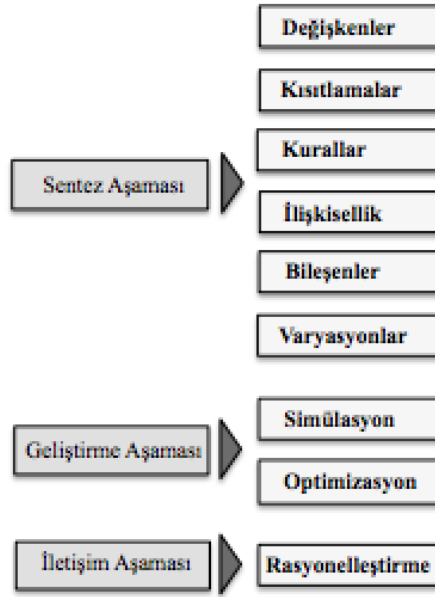 Değişkenler
Kısıtlamalar
Kurallar
Sentez Aşaması
İlişkisellik
Bileşenler
Varyasyonlar
Simülasyon
Geliştirme Aşaması
Optimizasyon
İletişim Aşaması
Rasyonelleştirme